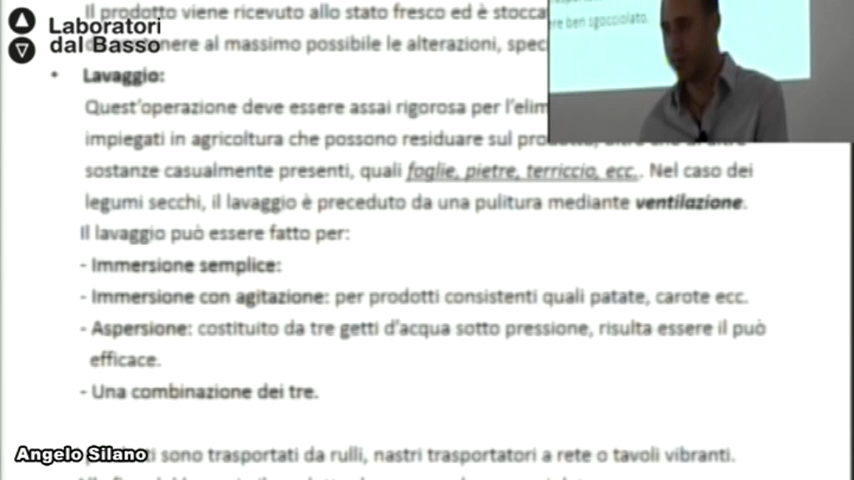 Laboratori
dal Basso
Il prodotto viene ricevuto allo stato fresco ed è stocca
al massimo possibile le alterazioni, spec
ere ben sgocciolato.
• Lavaggio:
Quest'operazione deve essere assai rigorosa per l'elim
impiegati in agricoltura che possono residuare sul
sostanze casualmente presenti, quali foglie, pietre, terriccio, ecc.. Nel caso dei
legumi secchi, il lavaggio è preceduto da una pulitura mediante ventilazione.
Il lavaggio può essere fatto per:
- Immersione semplice:
- Immersione con agitazione: per prodotti consistenti quali patate, carote ecc.
- Aspersione: costituito da tre getti d'acqua sotto pressione, risulta essere il può
efficace.
- Una combinazione dei tre.
Angelo Silano
sono trasportati da rulli, nastri trasportatori a rete o tavoli vibranti.